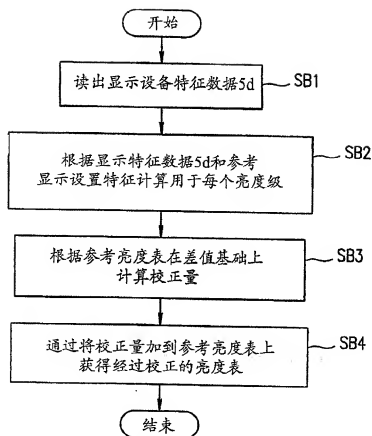 开始
读出显示设备特征数据5d
SB1
根据显示特征数据5d和参考
显示设置特征计算用于每个亮度级
SB2
根据参考亮度表在差值基础上
计算校正量
SB3
通过将校正量加到参考亮度表上
获得经过校正的亮度表
SB4
结束